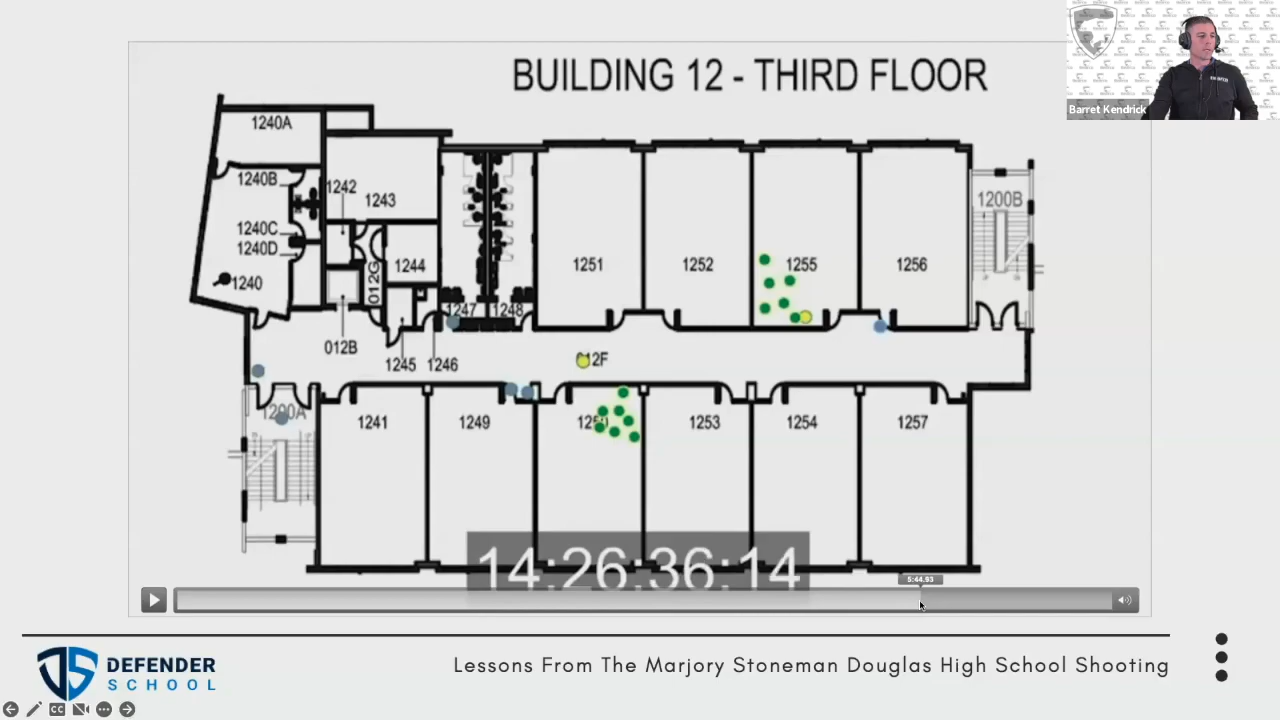 BUILDING 12 - THIRD FLOOR
Barret Kendrick
1240A
1240B
1242
1243
1240C
1240D
1240
1244
012G
1247
1248
1251
1252
1255
1256
1200B
012B
1245
1246
12F
1200A
1241
1249
1253
1254
1257
14:26:36:14
5:44.93
DEFENDER
SCHOOL
Lessons From The Marjory Stoneman Douglas High School Shooting
CC